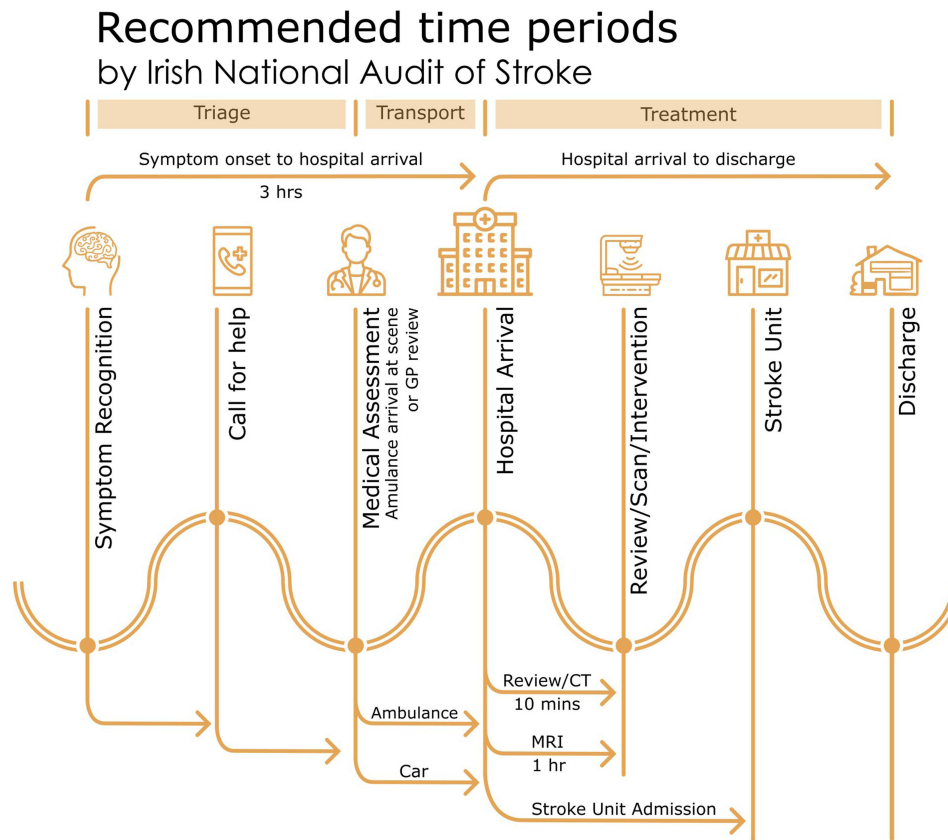 Recommended time periods
by Irish National Audit of Stroke
Triage
Transport
Treatment
Symptom onset to hospital arrival
3 hrs
Hospital arrival to discharge
Symptom Recognition
Call for help
Medical Assessment
Amulance arrival at scene
or GP review
Hospital Arrival
Review/Scan/Intervention
Stroke Unit
Discharge
Review/CT
10 mins
Ambulance
MRI
1 hr
Car
Stroke Unit Admission